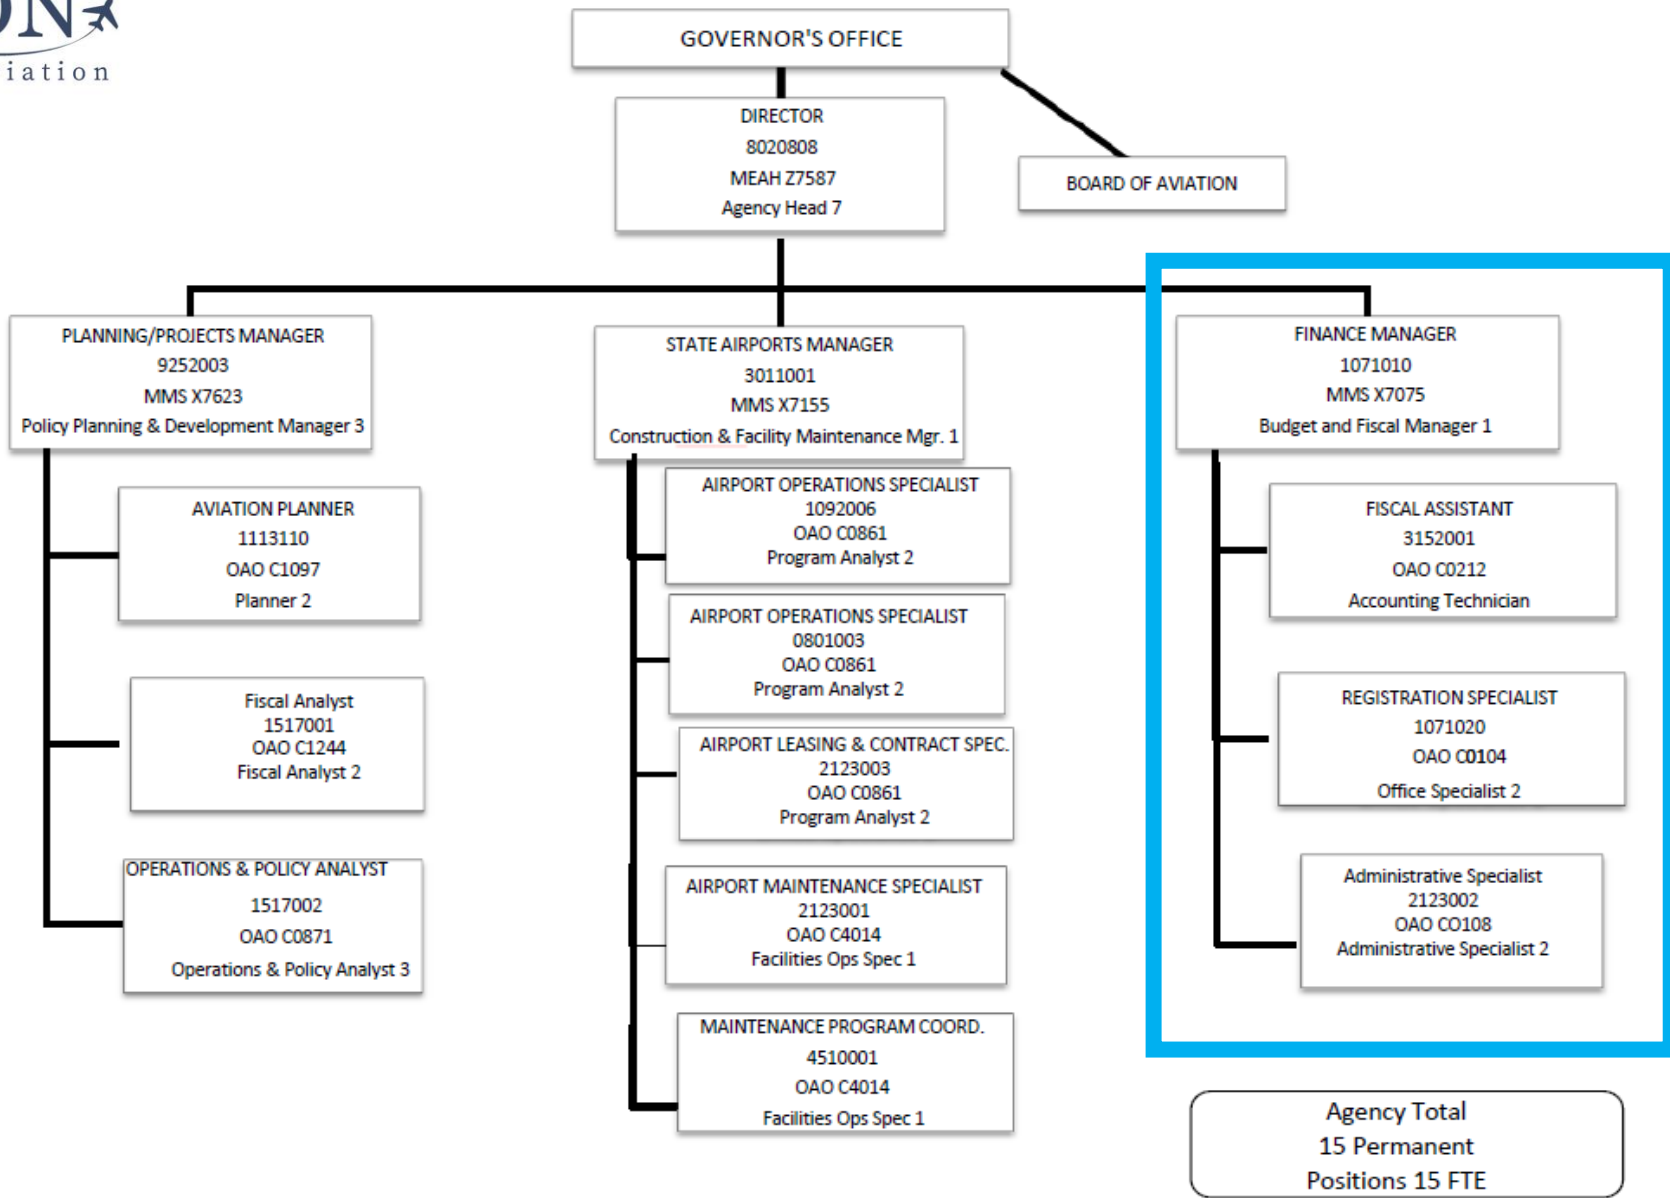 ON
iation
GOVERNOR'S OFFICE
DIRECTOR
8020808
MEAH Z7587
Agency Head 7
BOARD OF AVIATION
PLANNING/PROJECTS MANAGER
9252003
MMS X7623
Policy Planning & Development Manager 3
AVIATION PLANNER
1113110
OAO C1097
Planner 2
Fiscal Analyst
1517001
OAO C1244
Fiscal Analyst 2
OPERATIONS & POLICY ANALYST
1517002
OAO C0871
Operations & Policy Analyst 3
STATE AIRPORTS MANAGER
3011001
MMS X7155
Construction & Facility Maintenance Mgr. 1
AIRPORT OPERATIONS SPECIALIST
1092006
OAO C0861
Program Analyst 2
AIRPORT OPERATIONS SPECIALIST
0801003
OAO C0861
Program Analyst 2
AIRPORT LEASING & CONTRACT SPEC.
2123003
OAO C0861
Program Analyst 2
AIRPORT MAINTENANCE SPECIALIST
2123001
OAO C4014
Facilities Ops Spec 1
MAINTENANCE PROGRAM COORD.
4510001
OAO C4014
Facilities Ops Spec 1
FINANCE MANAGER
1071010
MMS X7075
Budget and Fiscal Manager 1
FISCAL ASSISTANT
3152001
OAO C0212
Accounting Technician
REGISTRATION SPECIALIST
1071020
OAO C0104
Office Specialist 2
Administrative Specialist
2123002
OAO CO108
Administrative Specialist 2
Agency Total
15 Permanent
Positions 15 FTE